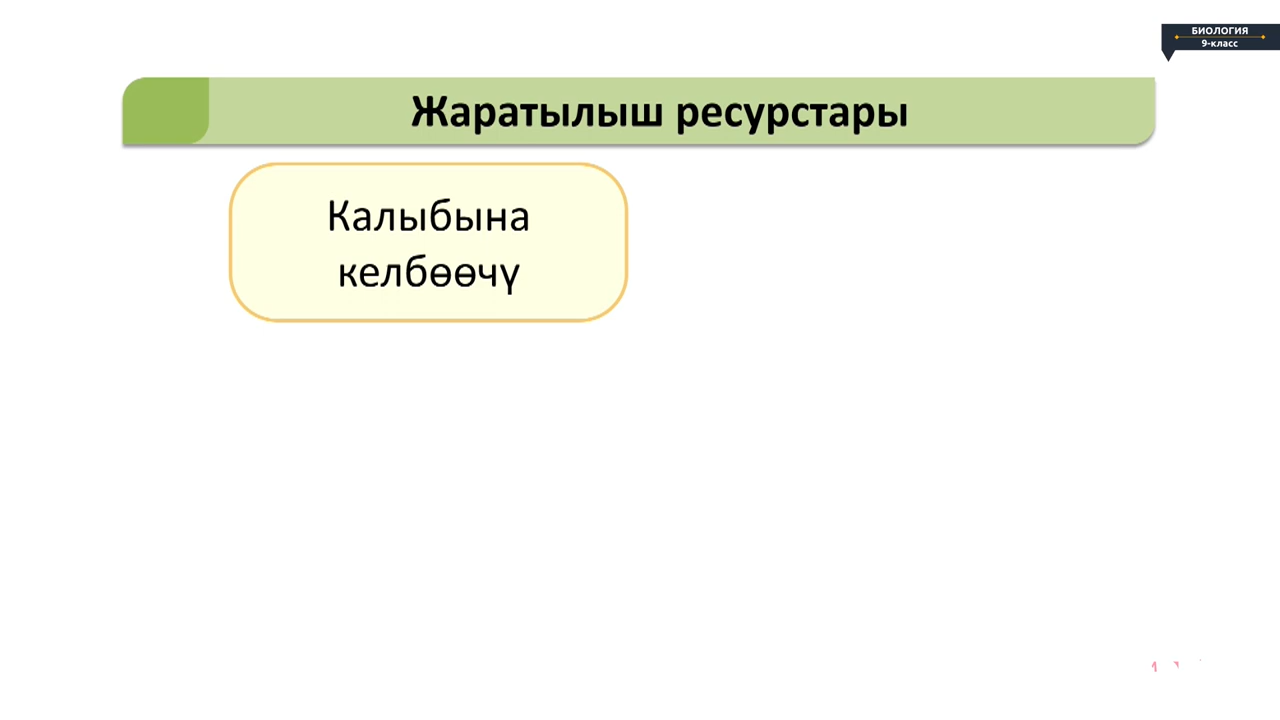 БИОЛОГИЯ
9-класс
Жаратылыш ресурстары
Калыбына
келбөөчү